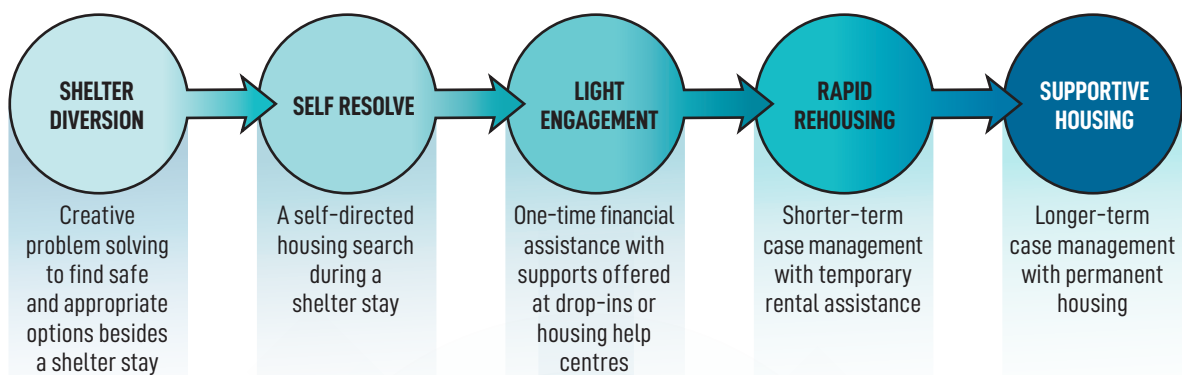 SHELTER
DIVERSION
SELF RESOLVE
LIGHT
ENGAGEMENT
RAPID
REHOUSING
SUPPORTIVE
HOUSING
Creative
problem solving
to find safe
and appropriate
options besides
a shelter stay
A self-directed
housing search
during a
shelter stay
One-time financial
assistance with
supports offered
at drop-ins or
housing help
centres
Shorter-term
case management
with temporary
rental assistance
Longer-term
case management
with permanent
housing